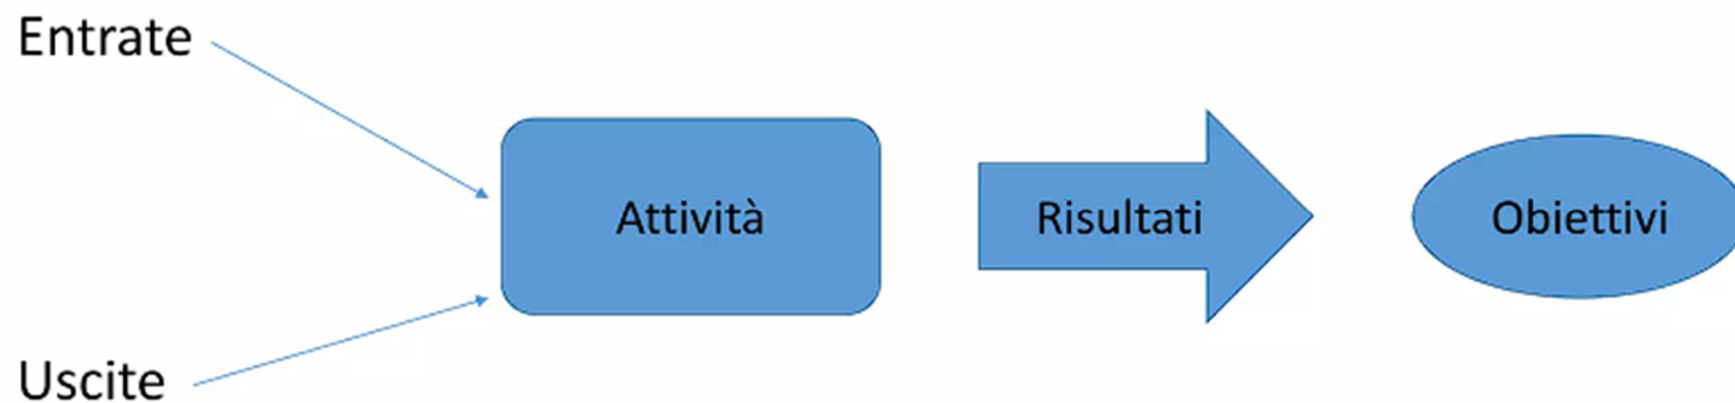 Entrate
Attività
Risultati
Obiettivi
Uscite